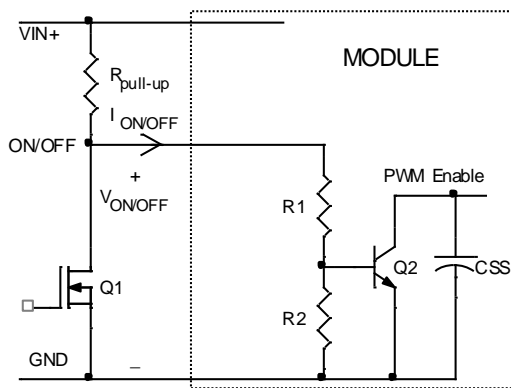 VIN+
MODULE
Rpull-up
ION/OFF
ON/OFF
+
VON/OFF
PWM Enable
R1
Q1
Q2
CSS
R2
GND
_